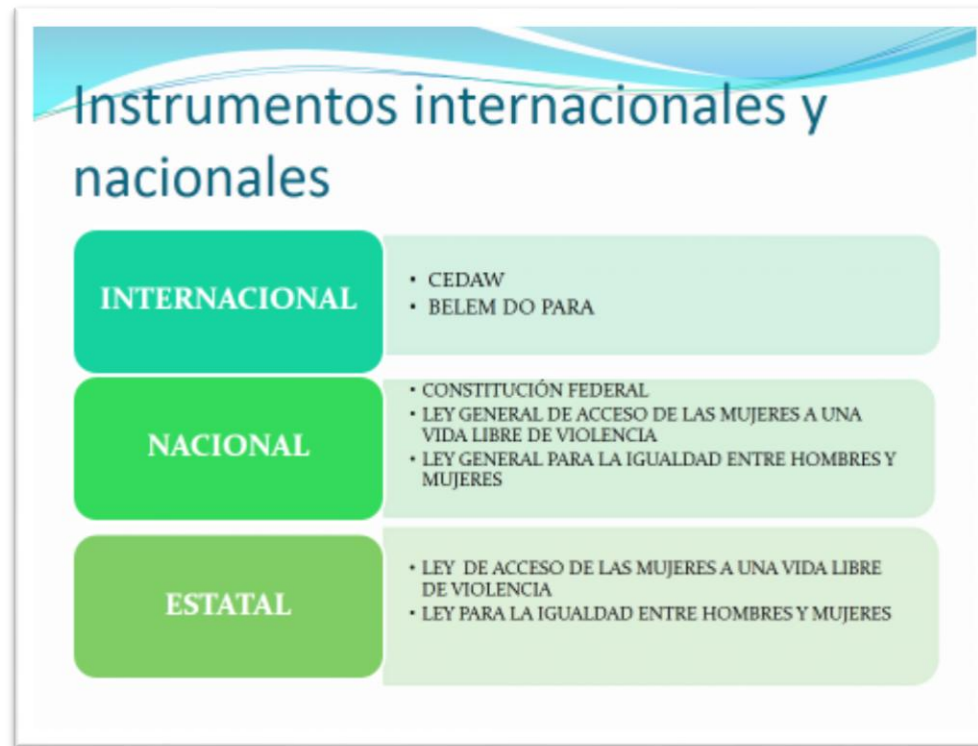 Instrumentos internacionales y
nacionales
INTERNACIONAL
• CEDAW
• BELEM DO PARA
NACIONAL
• CONSTITUCIÓN FEDERAL
• LEY GENERAL DE ACCESO DE LAS MUJERES A UNA
VIDA LIBRE DE VIOLENCIA
• LEY GENERAL PARA LA IGUALDAD ENTRE HOMBRES Y
MUJERES
ESTATAL
• LEY DE ACCESO DE LAS MUJERES A UNA VIDA LIBRE
DE VIOLENCIA
• LEY PARA LA IGUALDAD ENTRE HOMBRES Y MUJERES